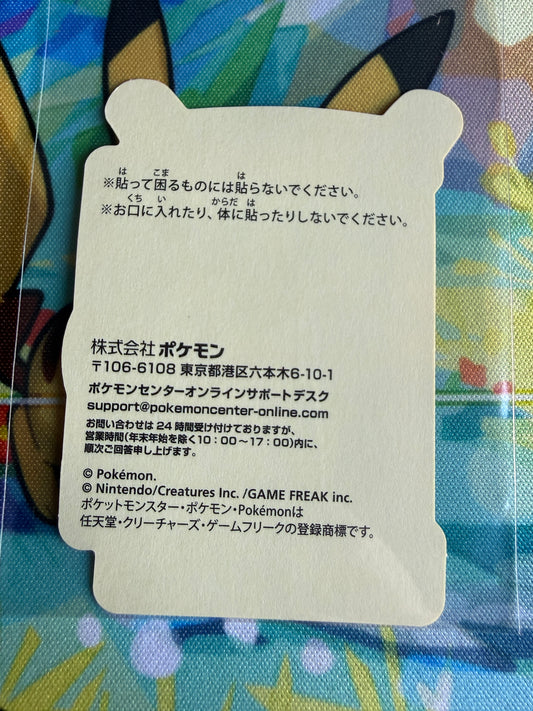 ※貼って困るものには貼らないでください。
※お口に入れたり、体に貼ったりしないでください。
株式会社 ポケモン
〒106-6108 東京都港区六本木6-10-1
ポケモンセンターオンラインサポートデスク
support@pokemoncenter-online.com
お問い合わせは 24 時間受け付けておりますが、
営業時間(年末年始を除く10：00～17：00)内に、
順次ご回答申し上げます。
© Pokémon.
© Nintendo/Creatures Inc. /GAME FREAK inc.
ポケットモンスター・ポケモン・Pokémonは
任天堂・クリーチャーズ・ゲームフリークの登録商標です。